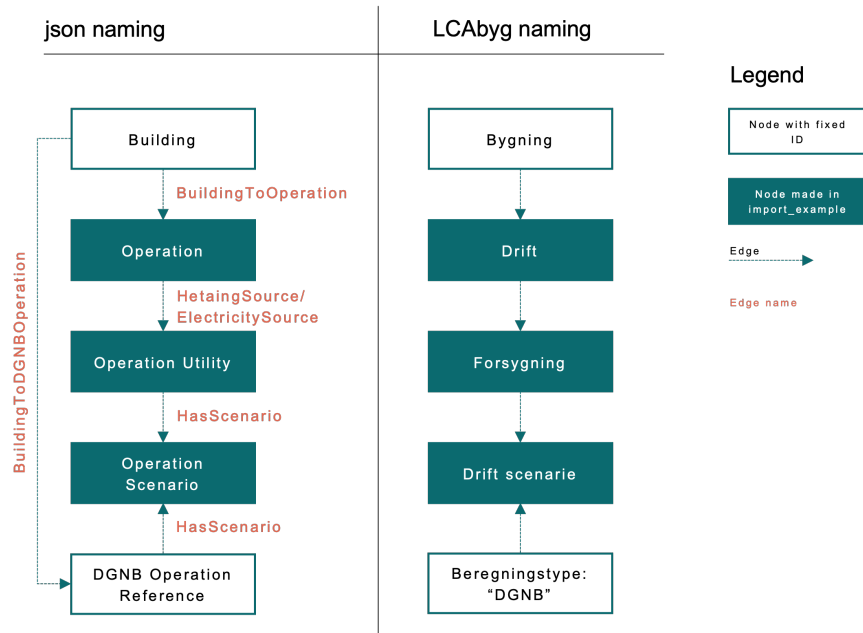 json naming
LCAbyg naming
Legend
Building
BuildingToOperation
Operation
HetaingSource/
ElectricitySource
Operation Utility
HasScenario
Operation
Scenario
HasScenario
DGNB Operation
Reference
BuildingToDGNBOperation
Bygning
Drift
Forsygning
Drift scenarie
Beregningstype:
“DGNB”
Node with fixed
ID
Node made in
import_example
Edge
Edge name